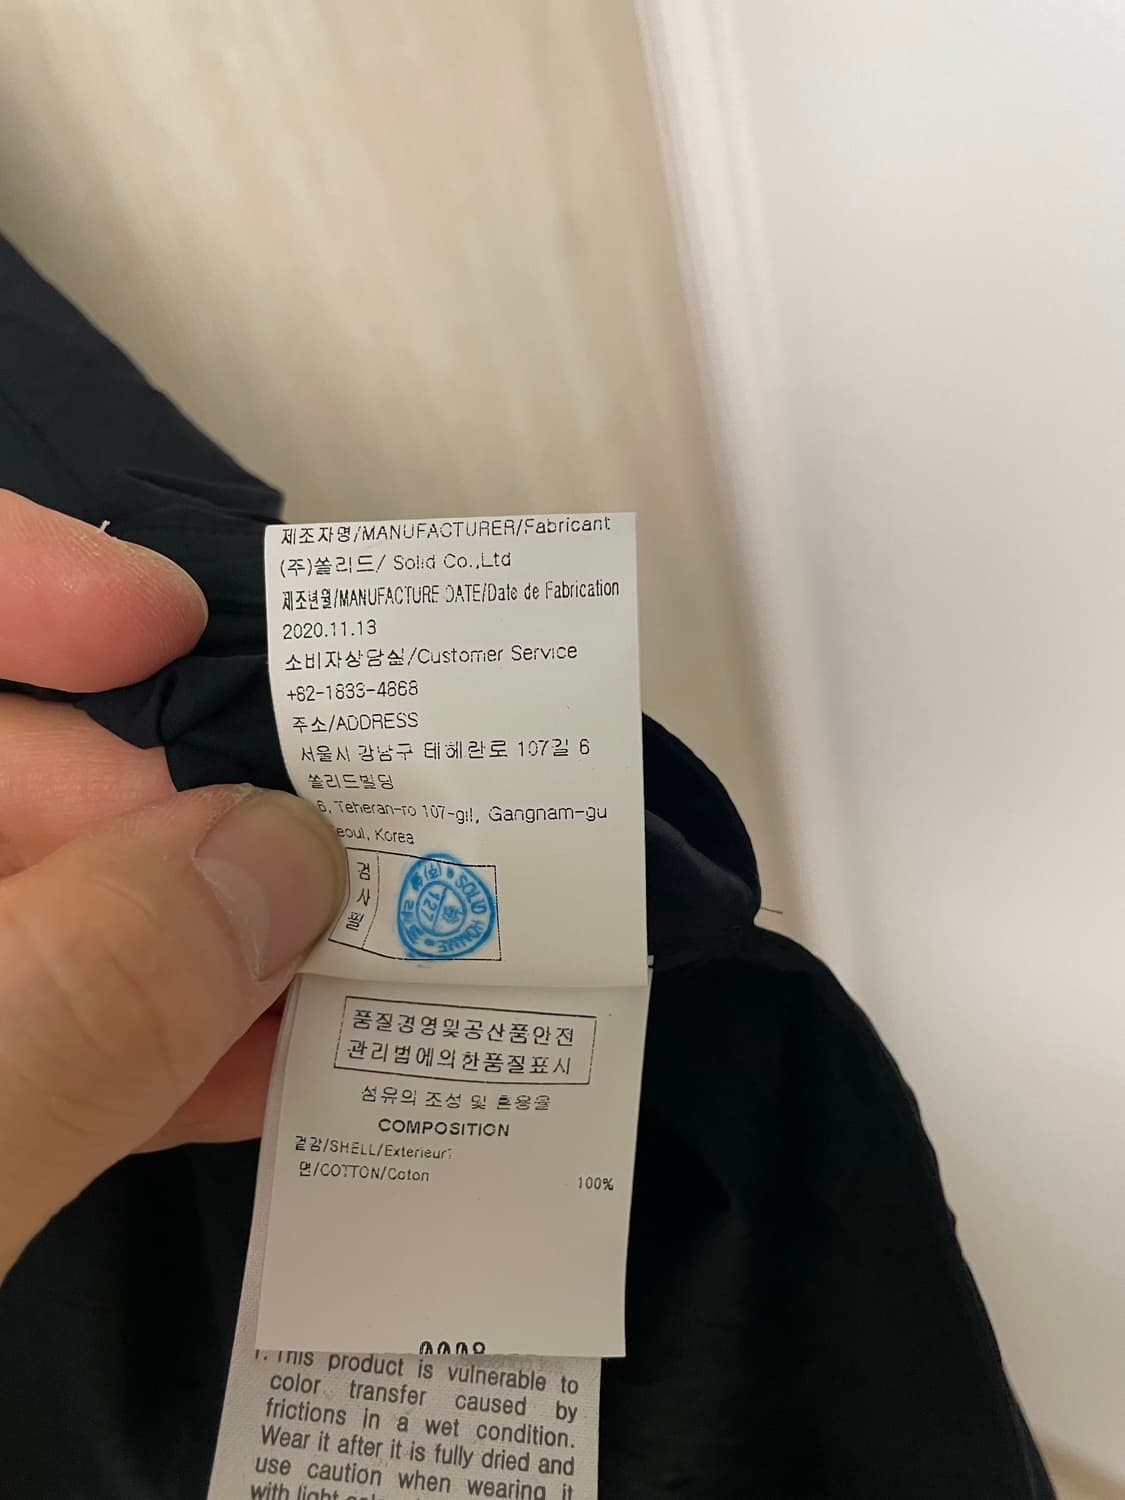 제조자명/MANUFACTURER/Fabricant
(주)쏠리드/ Solid Co.,Ltd
제조년월/MANUFACTURE DATE/Date de Fabrication
2020.11.13
소비자상담실/Customer Service
+82-1833-4868
주소/ADDRESS
서울시 강남구 테헤란로 107길 6
쏠리드빌딩
6, Teheran-ro 107-gil, Gangnam-gu
eoul, Korea
검사필
SOLID HOMME
127
품질경영및공산품안전
관리법에의한품질표시
섬유의 조성 및 혼용율
COMPOSITION
겉감/SHELL/Exterieur
면/COTTON/Coton 100%
This product is vulnerable to
color transfer caused by
frictions in a wet condition.
Wear it after it is fully dried and
use caution when wearing it
with light